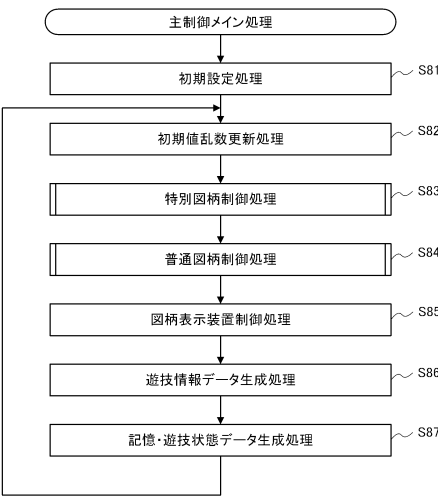 主制御メイン処理
初期設定処理
S81
初期値乱数更新処理
S82
特別図柄制御処理
S83
普通図柄制御処理
S84
図柄表示装置制御処理
S85
遊技情報データ生成処理
S86
記憶・遊技状態データ生成処理
S87